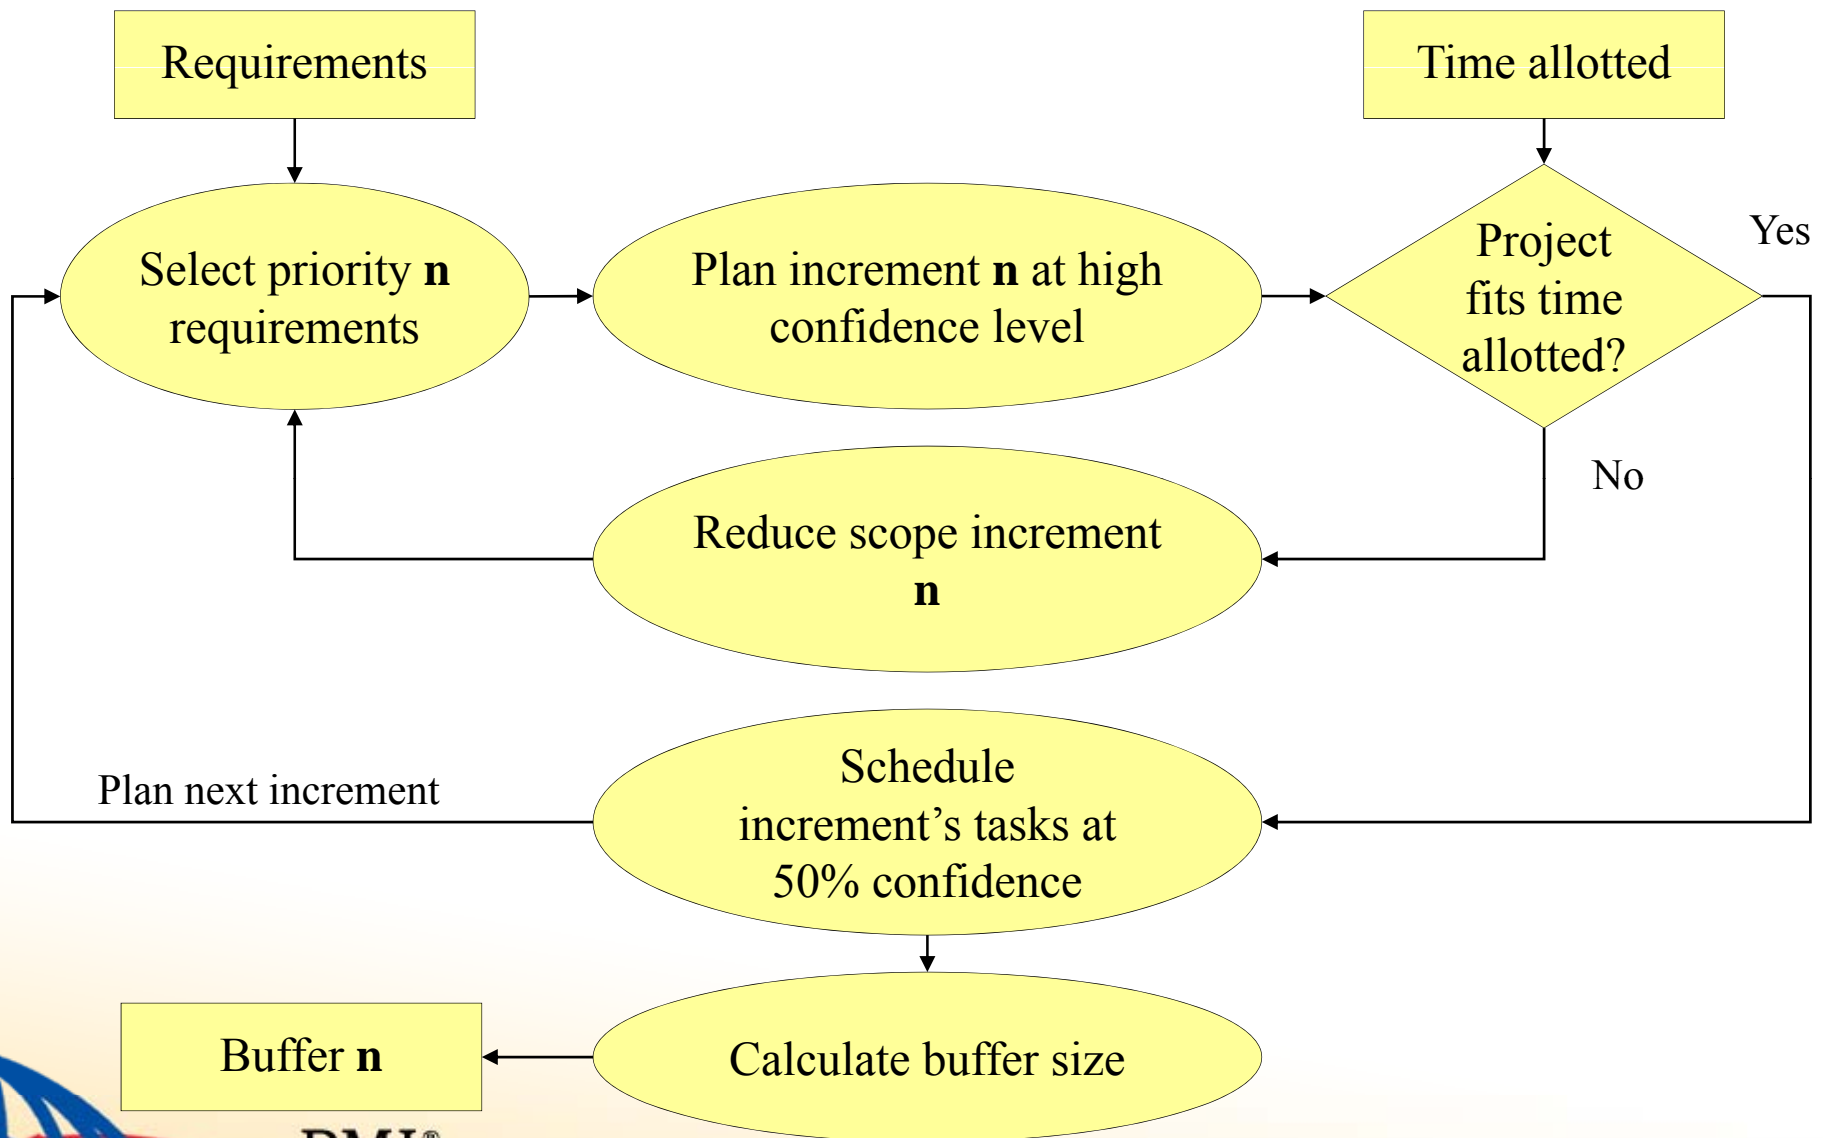 Requirements
Time allotted
Select priority n
requirements
Plan increment n at high
confidence level
Project
fits time
allotted?
Yes
No
Reduce scope increment
n
Schedule
increment’s tasks at
50% confidence
Plan next increment
Calculate buffer size
Buffer n
PMI®